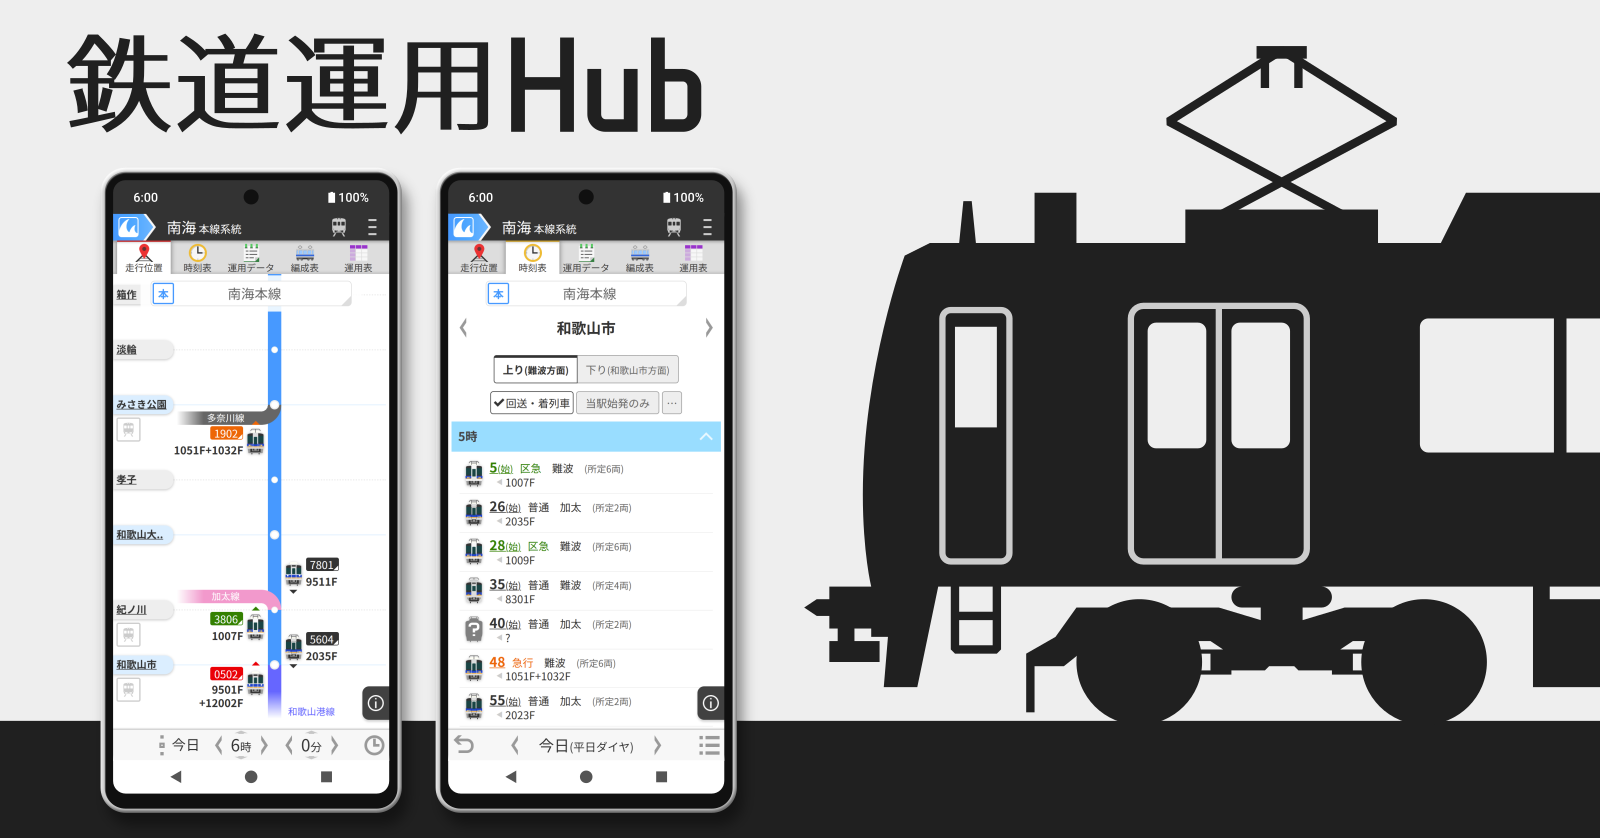 鉄道運用Hub
6:00 100%
南海 本線系統
走行位置 時刻表 運用データ 編成表 運用表
箱作 本 南海本線
淡輪
みさき公園
多奈川線
1902
1051F+1032F
孝子
和歌山大..
7801
9511F
加太線
紀ノ川
3806
1007F
5604
2035F
和歌山市
0502
9501F
+12002F
和歌山港線
今日 6時 0分
6:00 100%
南海 本線系統
走行位置 時刻表 運用データ 編成表 運用表
本 南海本線
和歌山市
上り(難波方面) 下り(和歌山市方面)
回送・着列車 当駅始発のみ …
5時
5(始) 区急 難波 (所定6両)
1007F
26(始) 普通 加太 (所定2両)
2035F
28(始) 区急 難波 (所定6両)
1009F
35(始) 普通 難波 (所定4両)
8301F
40(始) 普通 加太 (所定2両)
?
48 急行 難波 (所定6両)
1051F+1032F
55(始) 普通 加太 (所定2両)
2023F
今日(平日ダイヤ)